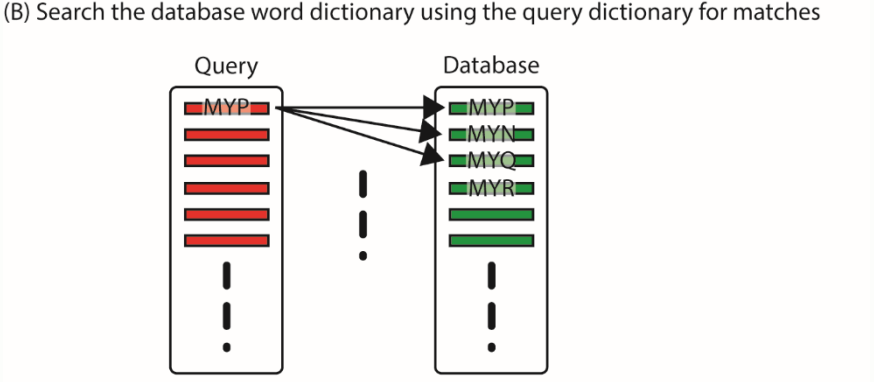 (B) Search the database word dictionary using the query dictionary for matches
Query
Database
MYP
MYP
MYN
MYQ
MYR